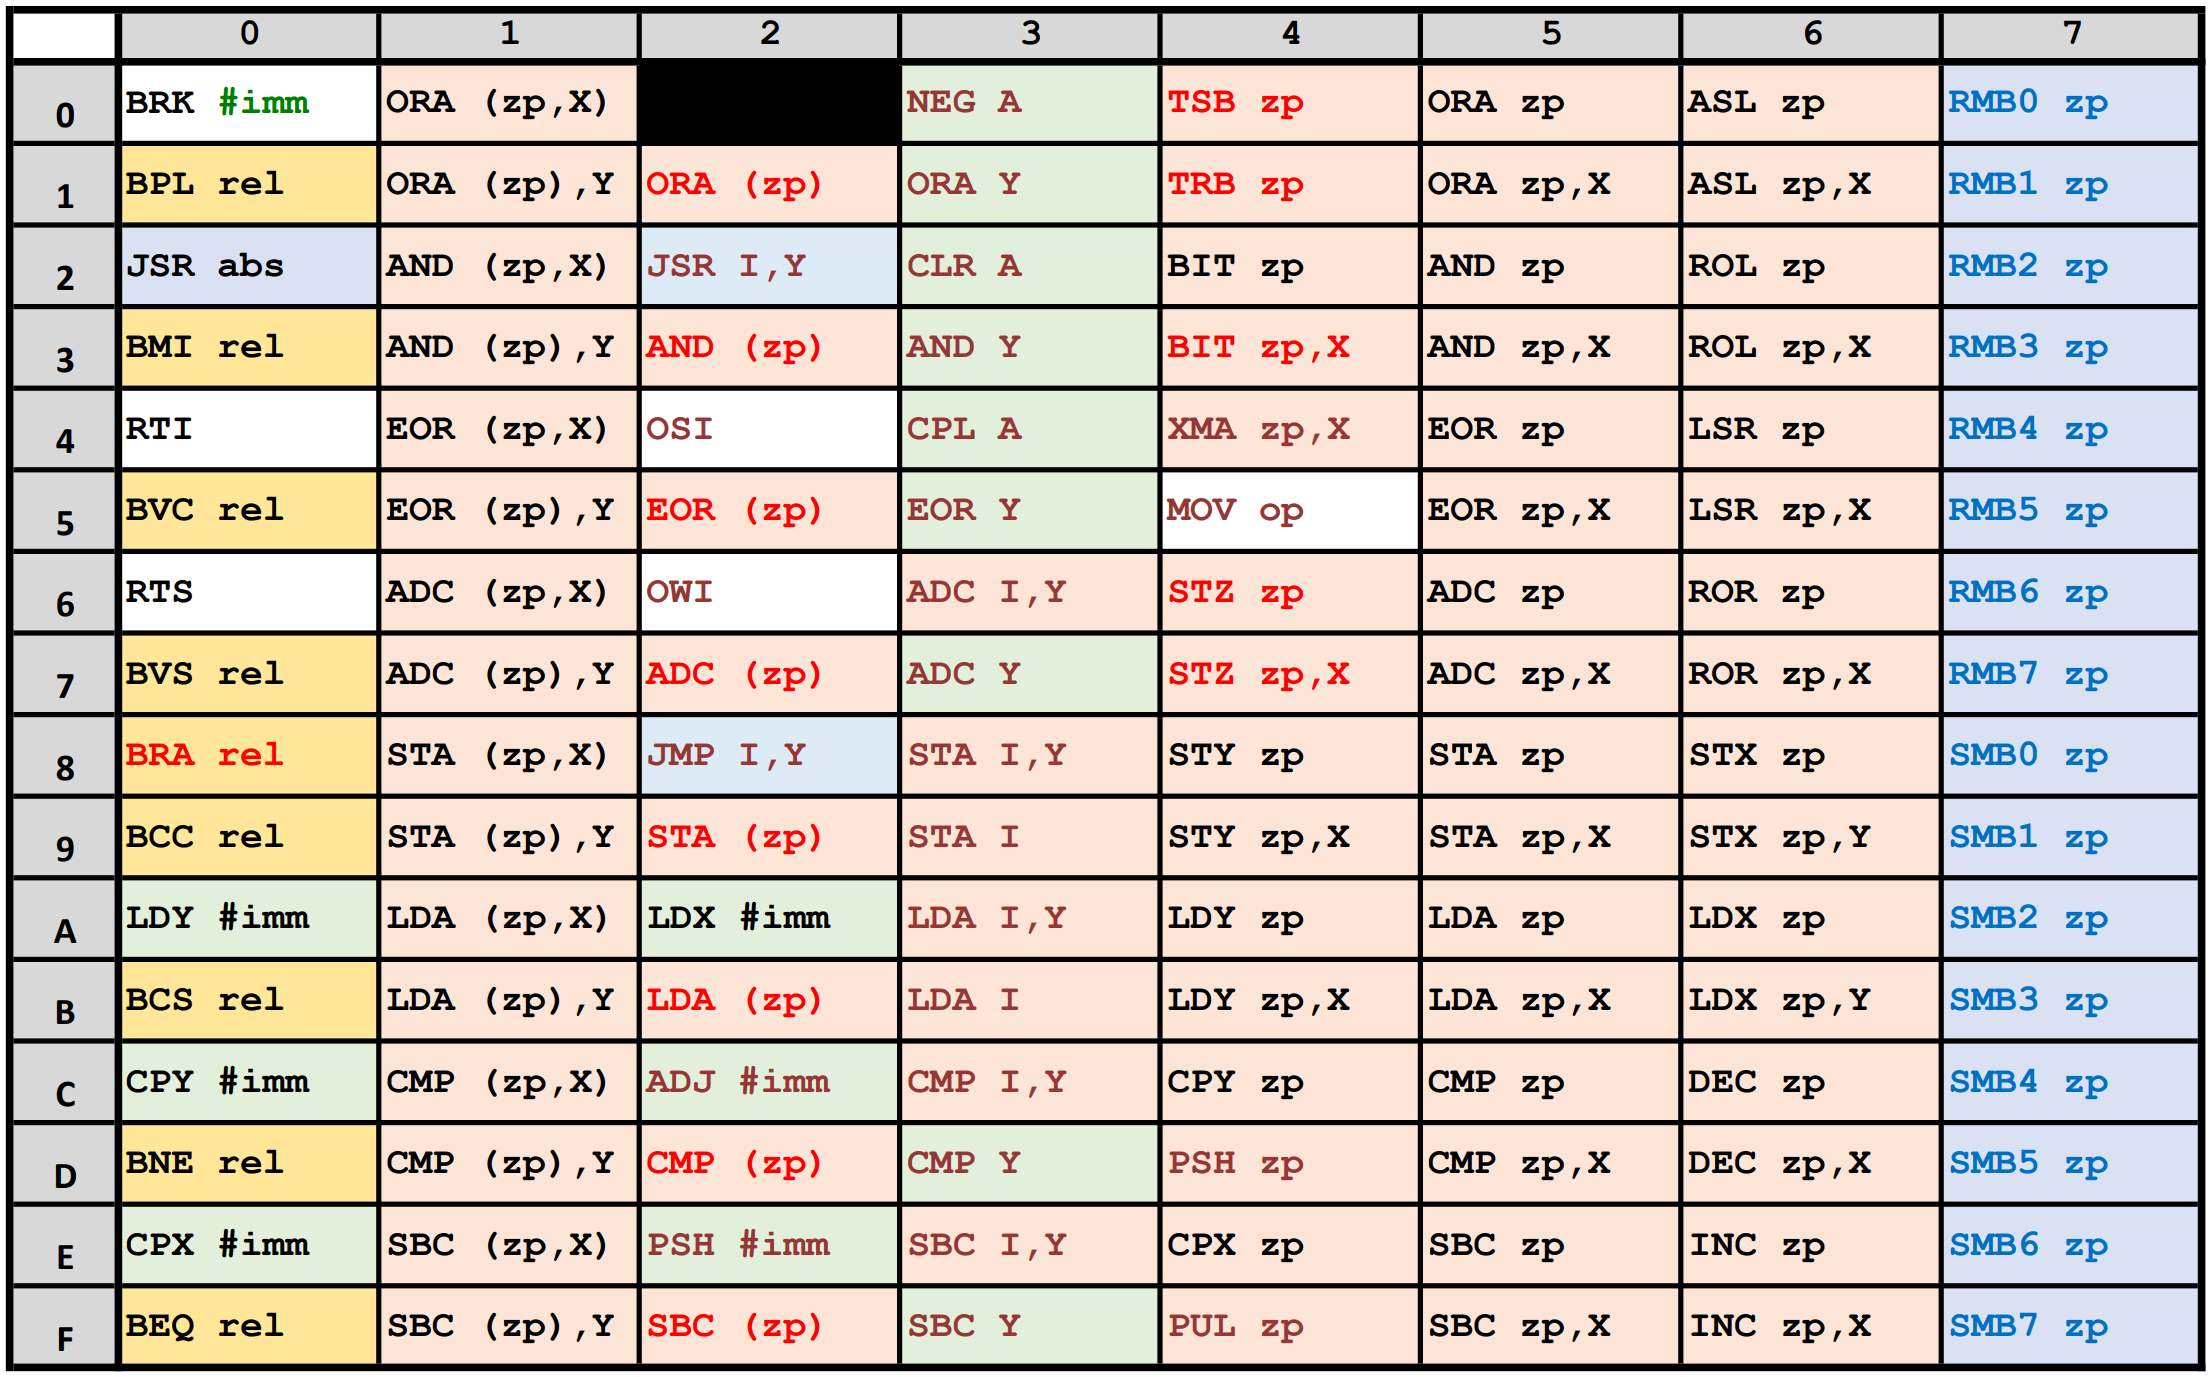 0 1 2 3 4 5 6 7
0 BRK #imm ORA (zp,X) NEG A TSB zp ORA zp ASL zp RMB0 zp
1 BPL rel ORA (zp),Y ORA (zp) ORA Y TRB zp ORA zp,X ASL zp,X RMB1 zp
2 JSR abs AND (zp,X) JSR I,Y CLR A BIT zp AND zp ROL zp RMB2 zp
3 BMI rel AND (zp),Y AND (zp) AND Y BIT zp,X AND zp,X ROL zp,X RMB3 zp
4 RTI EOR (zp,X) OSI CPL A XMA zp,X EOR zp LSR zp RMB4 zp
5 BVC rel EOR (zp),Y EOR (zp) EOR Y MOV op EOR zp,X LSR zp,X RMB5 zp
6 RTS ADC (zp,X) OWI ADC I,Y STZ zp ADC zp ROR zp RMB6 zp
7 BVS rel ADC (zp),Y ADC (zp) ADC Y STZ zp,X ADC zp,X ROR zp,X RMB7 zp
8 BRA rel STA (zp,X) JMP I,Y STA I,Y STY zp STA zp STX zp SMB0 zp
9 BCC rel STA (zp),Y STA (zp) STA I STY zp,X STA zp,X STX zp,Y SMB1 zp
A LDY #imm LDA (zp,X) LDX #imm LDA I,Y LDY zp LDA zp LDX zp SMB2 zp
B BCS rel LDA (zp),Y LDA (zp) LDA I LDY zp,X LDA zp,X LDX zp,Y SMB3 zp
C CPY #imm CMP (zp,X) ADJ #imm CMP I,Y CPY zp CMP zp DEC zp SMB4 zp
D BNE rel CMP (zp),Y CMP (zp) CMP Y PSH zp CMP zp,X DEC zp,X SMB5 zp
E CPX #imm SBC (zp,X) PSH #imm SBC I,Y CPX zp SBC zp INC zp SMB6 zp
F BEQ rel SBC (zp),Y SBC (zp) SBC Y PUL zp SBC zp,X INC zp,X SMB7 zp